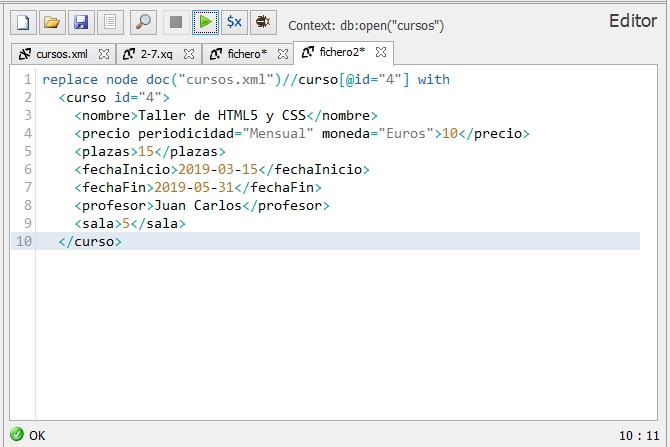 Context: db:open("cursos")
Editor
cursos.xml
2-7.xq
fichero*
fichero2*
1 replace node doc("cursos.xml")//curso[@id="4"] with
2 <curso id="4">
3 <nombre>Taller de HTML5 y CSS</nombre>
4 <precio periodicidad="Mensual" moneda="Euros">10</precio>
5 <plazas>15</plazas>
6 <fechaInicio>2019-03-15</fechaInicio>
7 <fechaFin>2019-05-31</fechaFin>
8 <profesor>Juan Carlos</profesor>
9 <sala>5</sala>
10 </curso>
OK
10 : 11